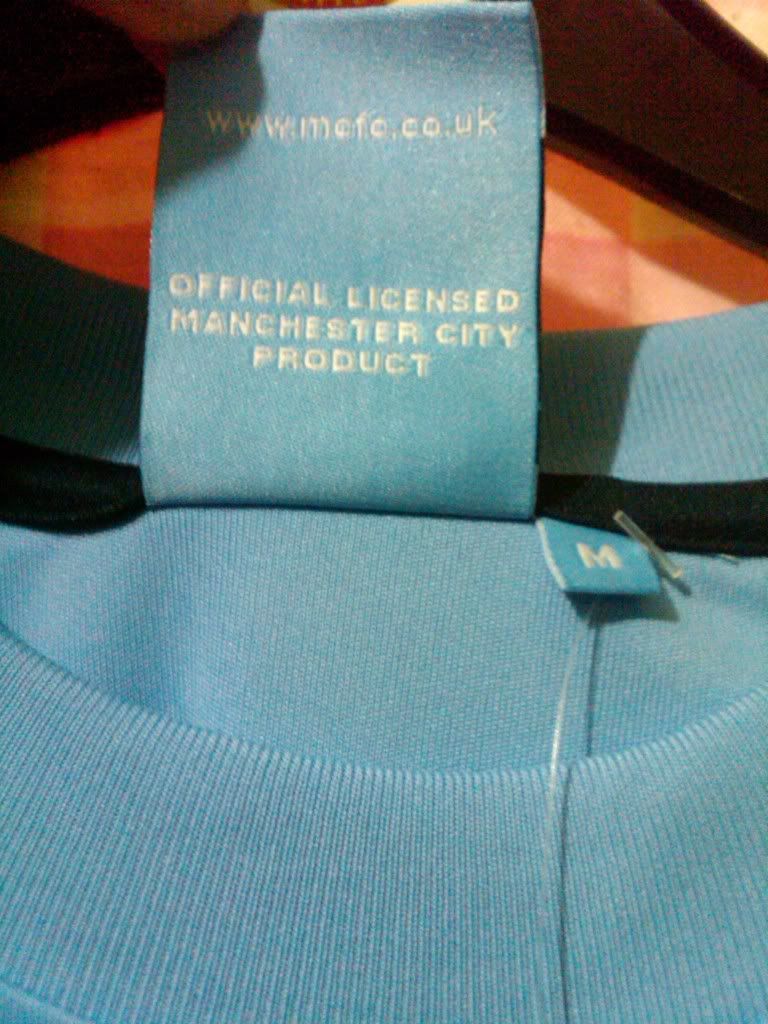 www.mcfc.co.uk
OFFICIAL LICENSED
MANCHESTER CITY
PRODUCT
M